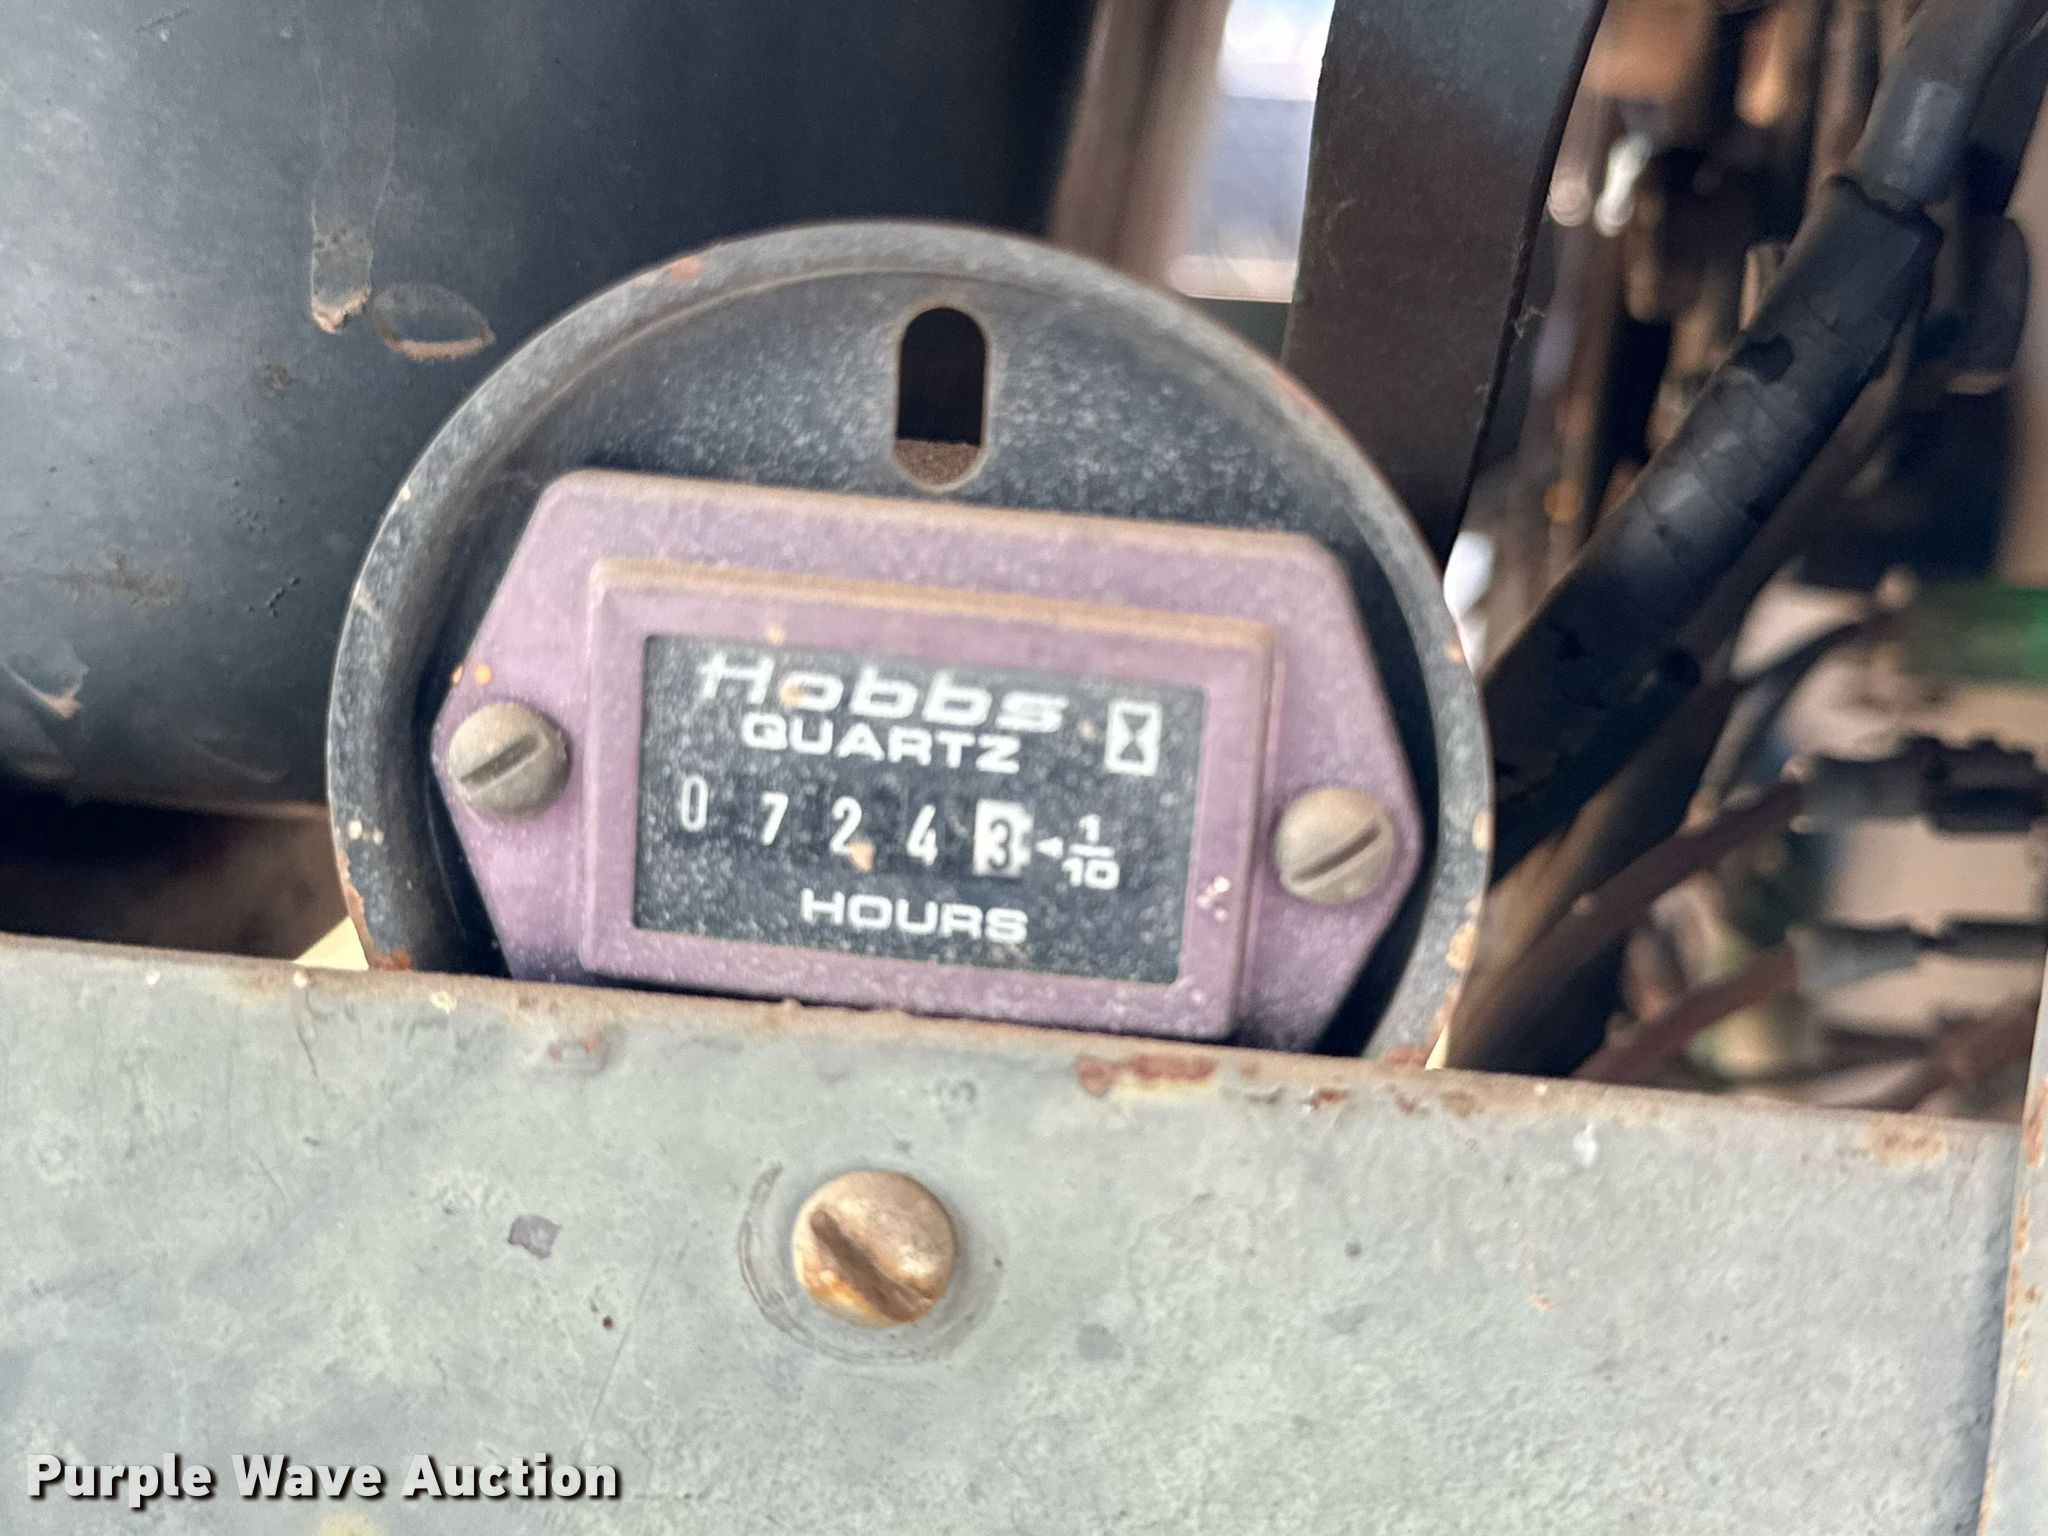 Hobbs
QUARTZ
0 7 2 4 3 1/10
HOURS
Purple Wave Auction